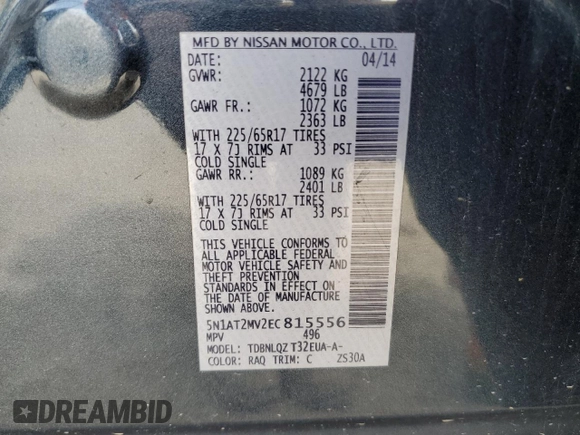 MFD BY NISSAN MOTOR CO., LTD.
DATE: 04/14
GVWR: 2122 KG
4679 LB
GAWR FR.: 1072 KG
2363 LB
WITH 225/65R17 TIRES
17 X 7J RIMS AT 33 PSI
COLD SINGLE
GAWR RR.: 1089 KG
2401 LB
WITH 225/65R17 TIRES
17 X 7J RIMS AT 33 PSI
COLD SINGLE
THIS VEHICLE CONFORMS TO
ALL APPLICABLE FEDERAL
MOTOR VEHICLE SAFETY AND
THEFT PREVENTION
STANDARDS IN EFFECT ON
THE DATE OF MANUFACTURE
SHOWN ABOVE.
5N1AT2MV2EC815556
MPV 496
MODEL: TDBNLQZ T32EUA-A-
COLOR: RAQ TRIM: C ZS30A
DREAMBID